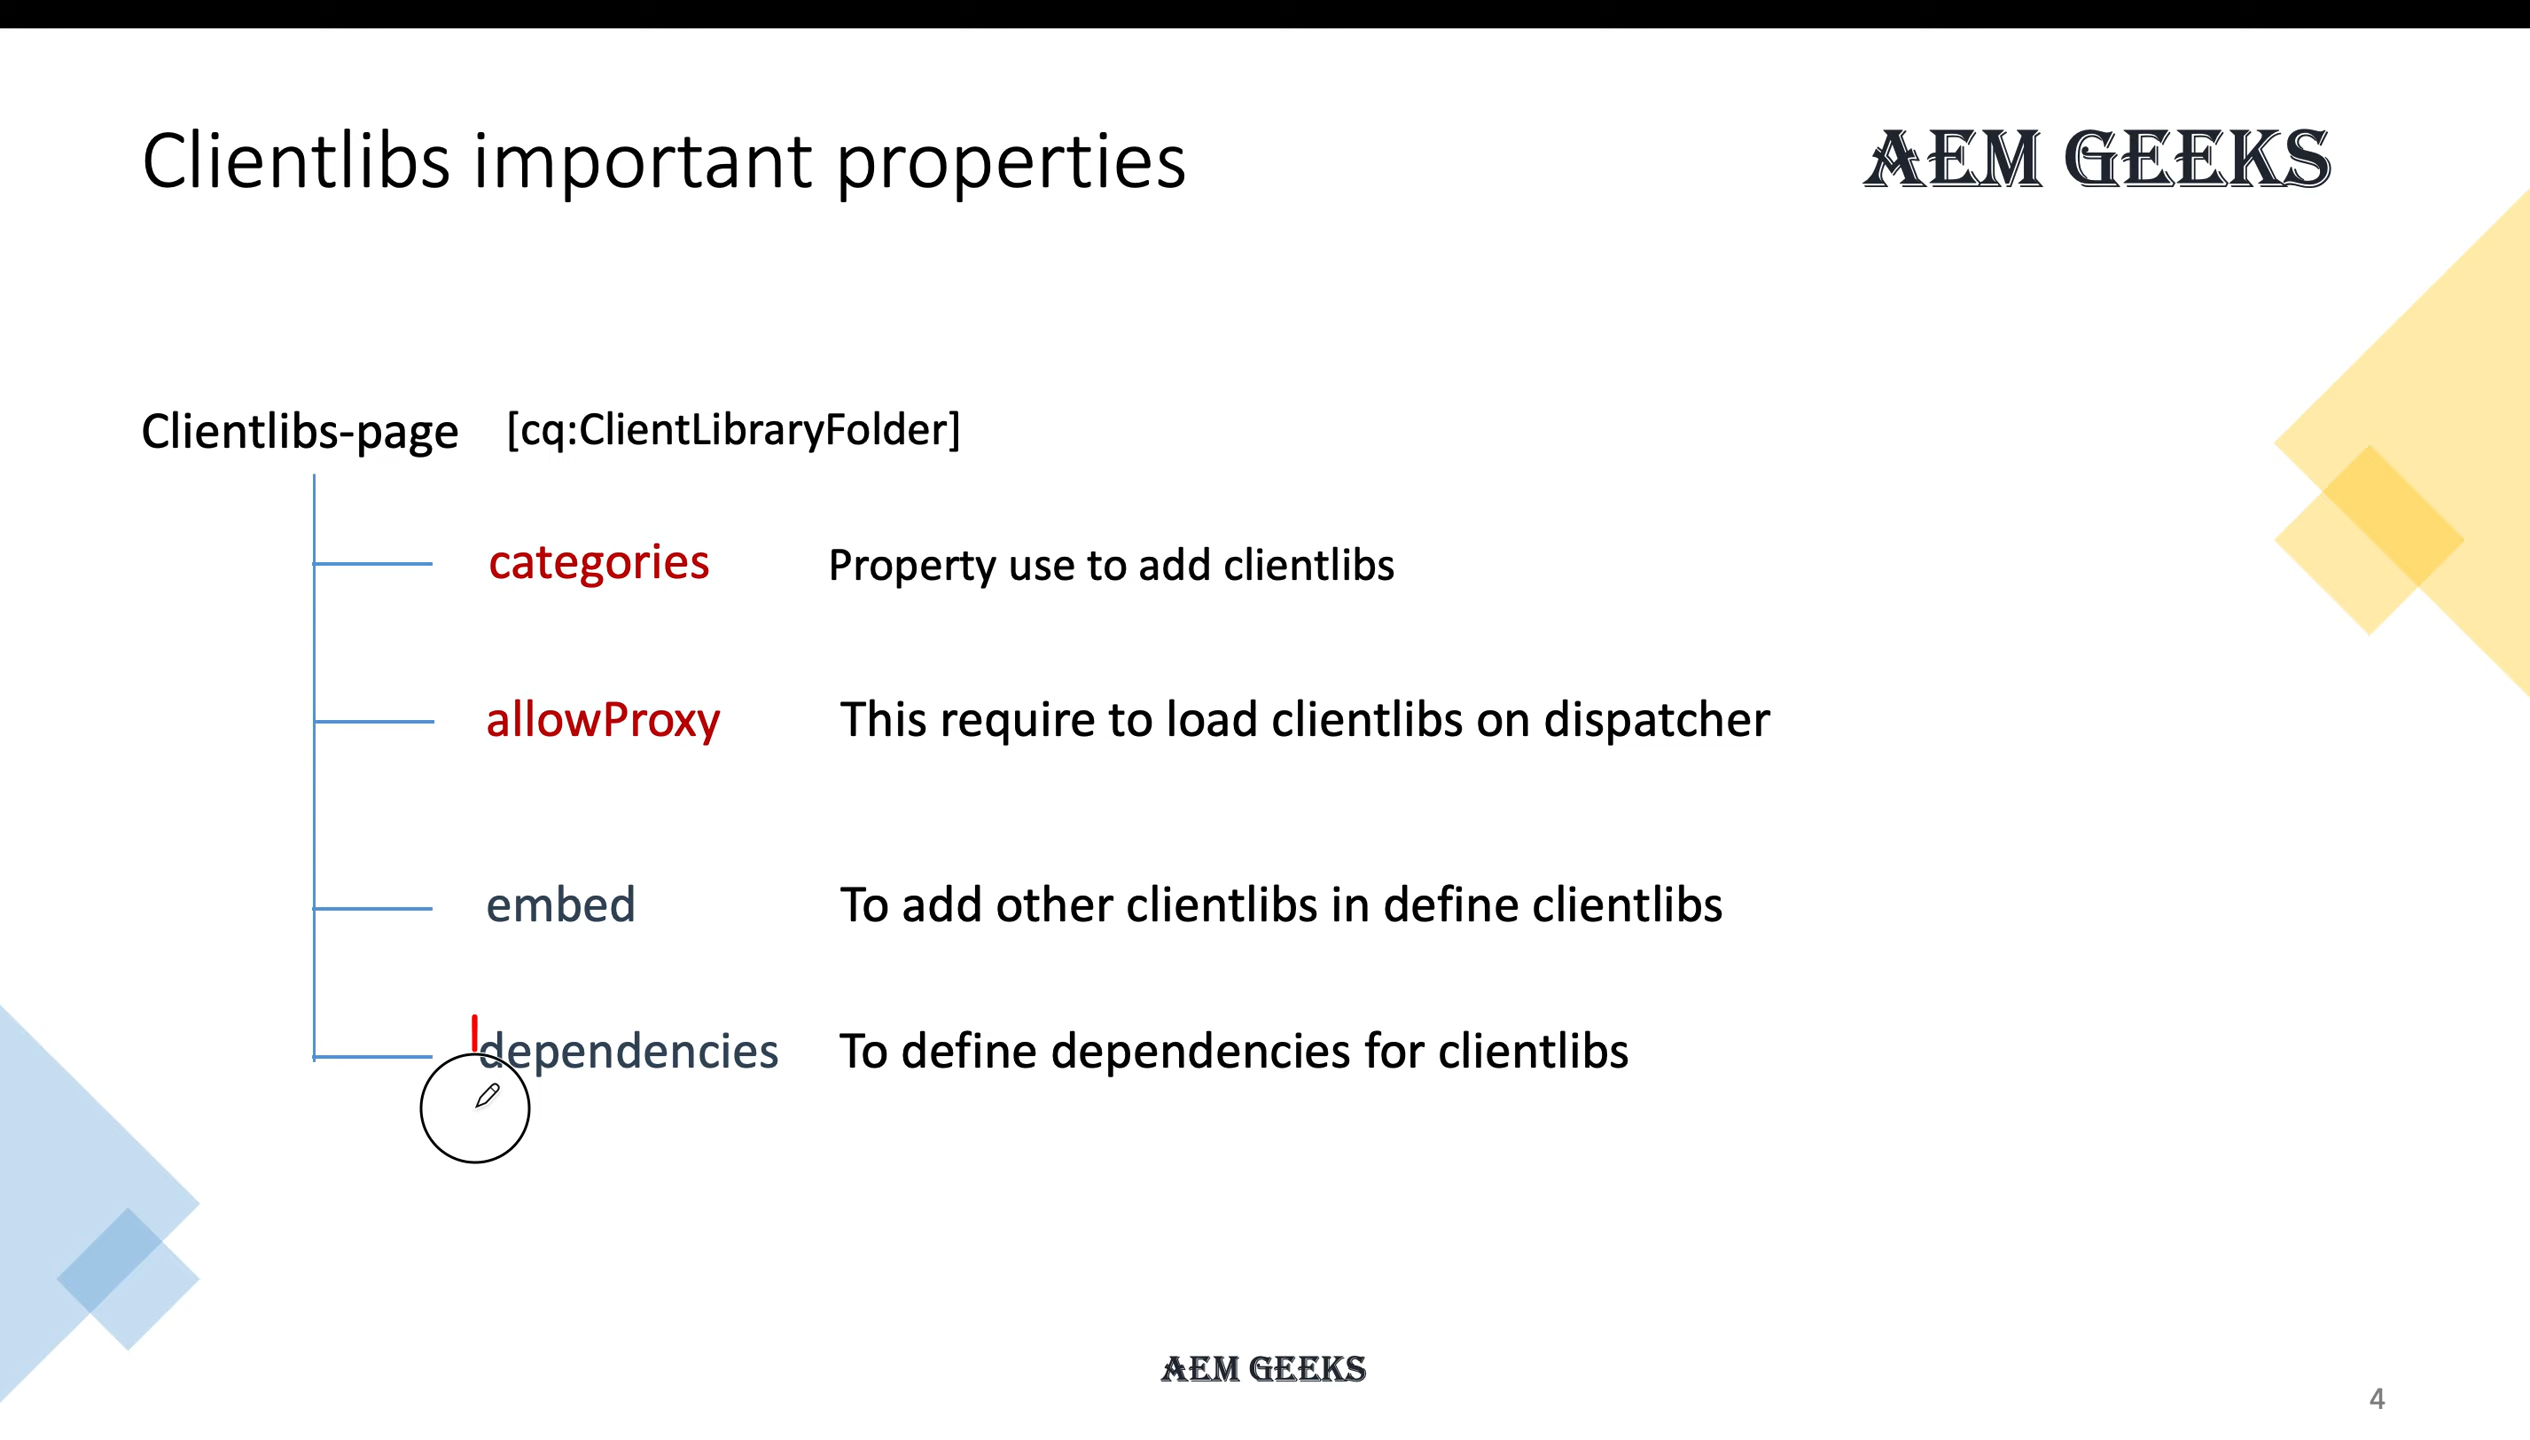 Clientlibs important properties
AEM GEEKS
Clientlibs-page [cq:ClientLibraryFolder]
categories Property use to add clientlibs
allowProxy This require to load clientlibs on dispatcher
embed To add other clientlibs in define clientlibs
dependencies To define dependencies for clientlibs
AEM GEEKS
4